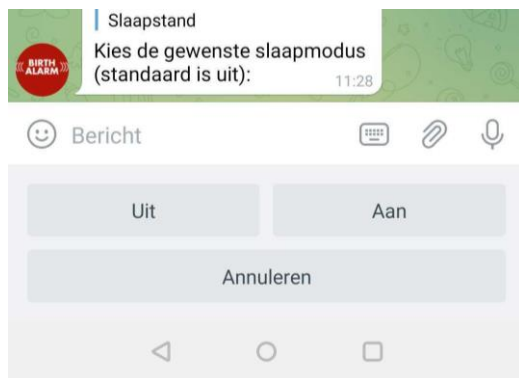 Slaapstand
Kies de gewenste slaapmodus
(standaard is uit):
11:28
BIRTH
ALARM
Bericht
Uit
Aan
Annuleren